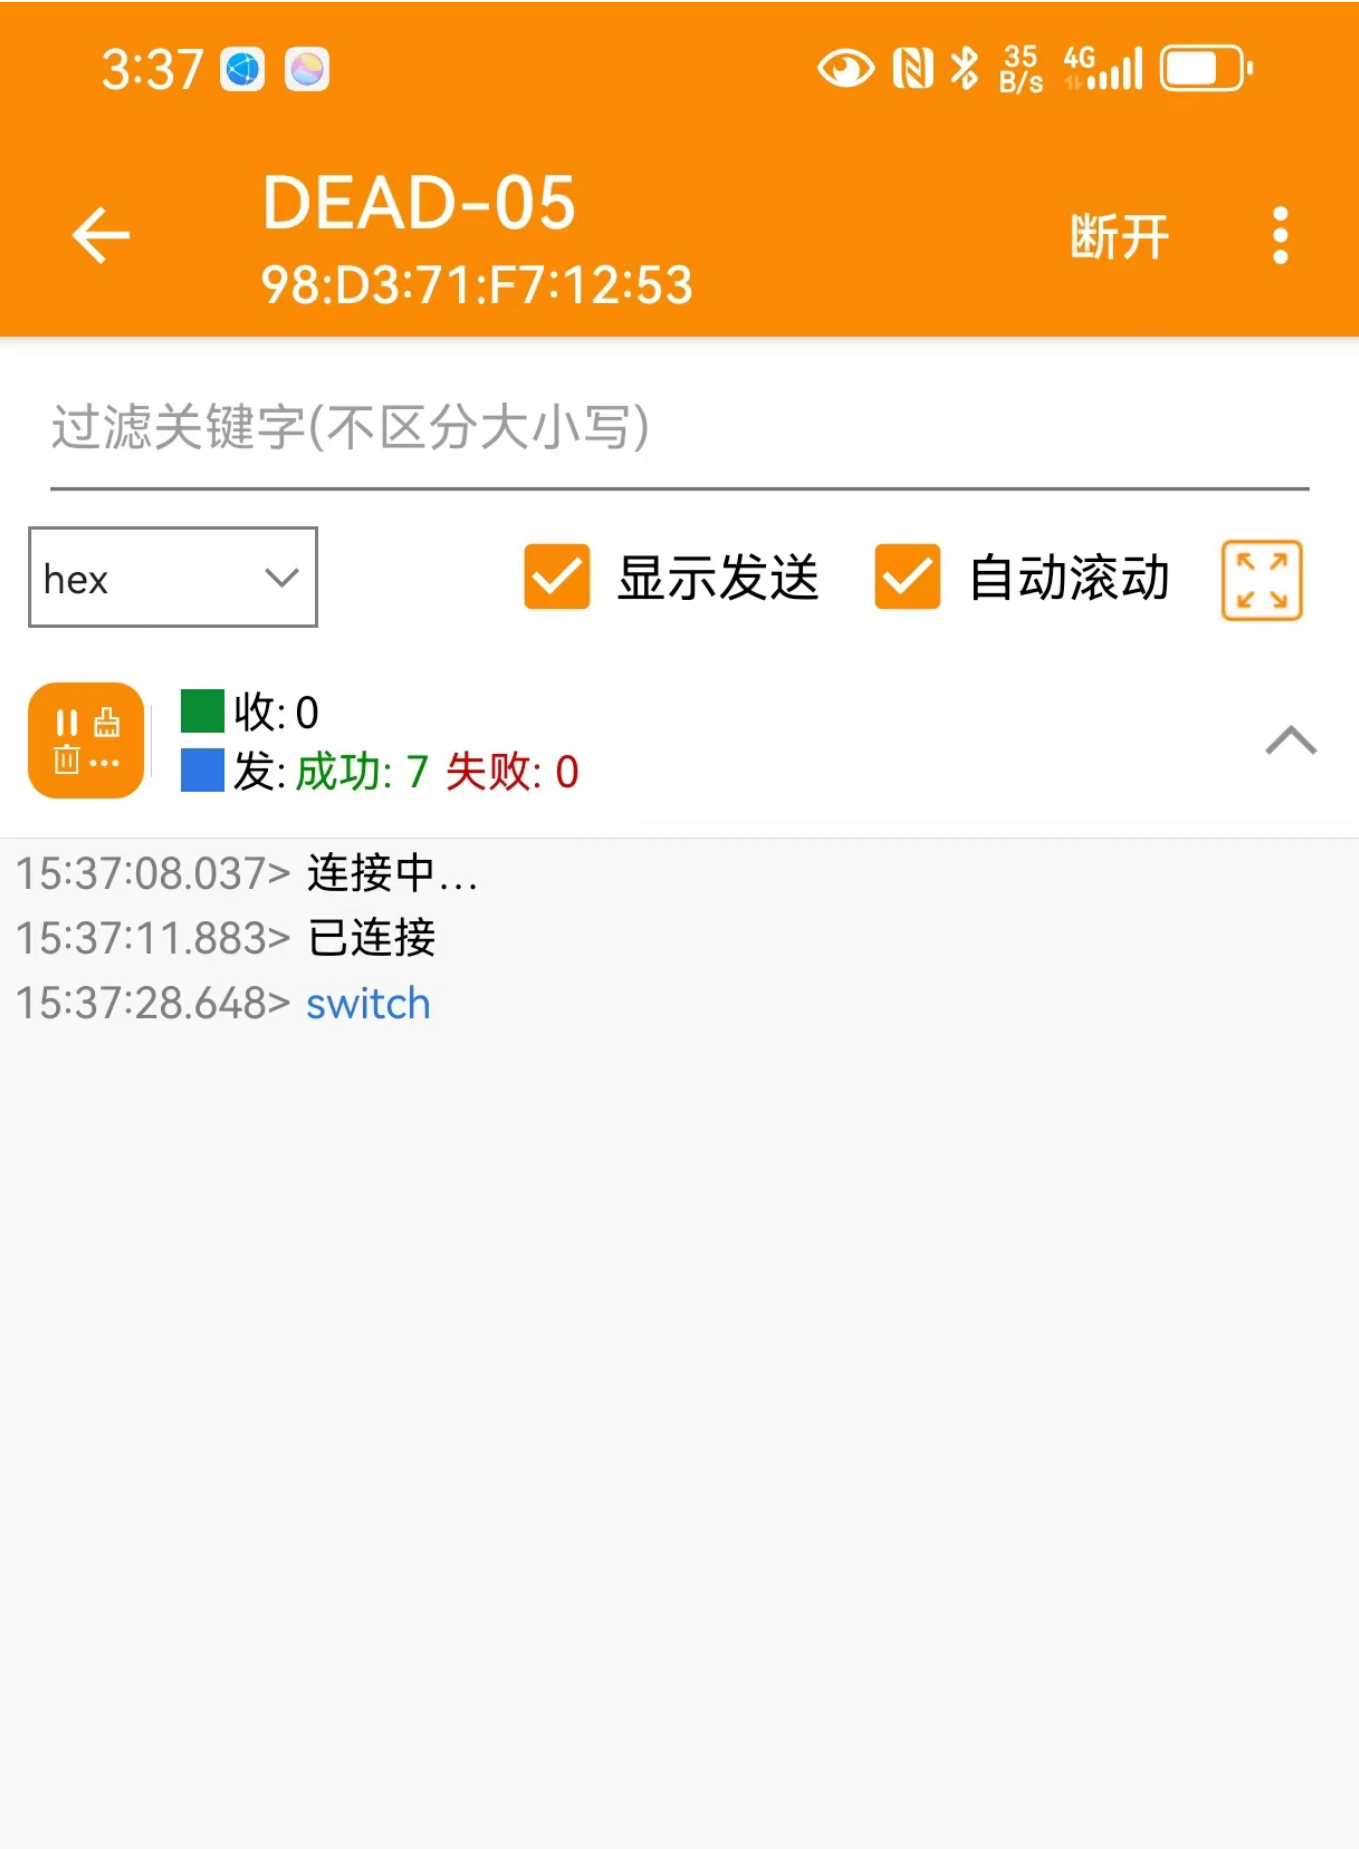 3:37 35 B/s 4G
DEAD-05
98:D3:71:F7:12:53
断开
过滤关键字(不区分大小写)
hex 显示发送 自动滚动
收: 0
发: 成功: 7 失败: 0
15:37:08.037> 连接中...
15:37:11.883> 已连接
15:37:28.648> switch